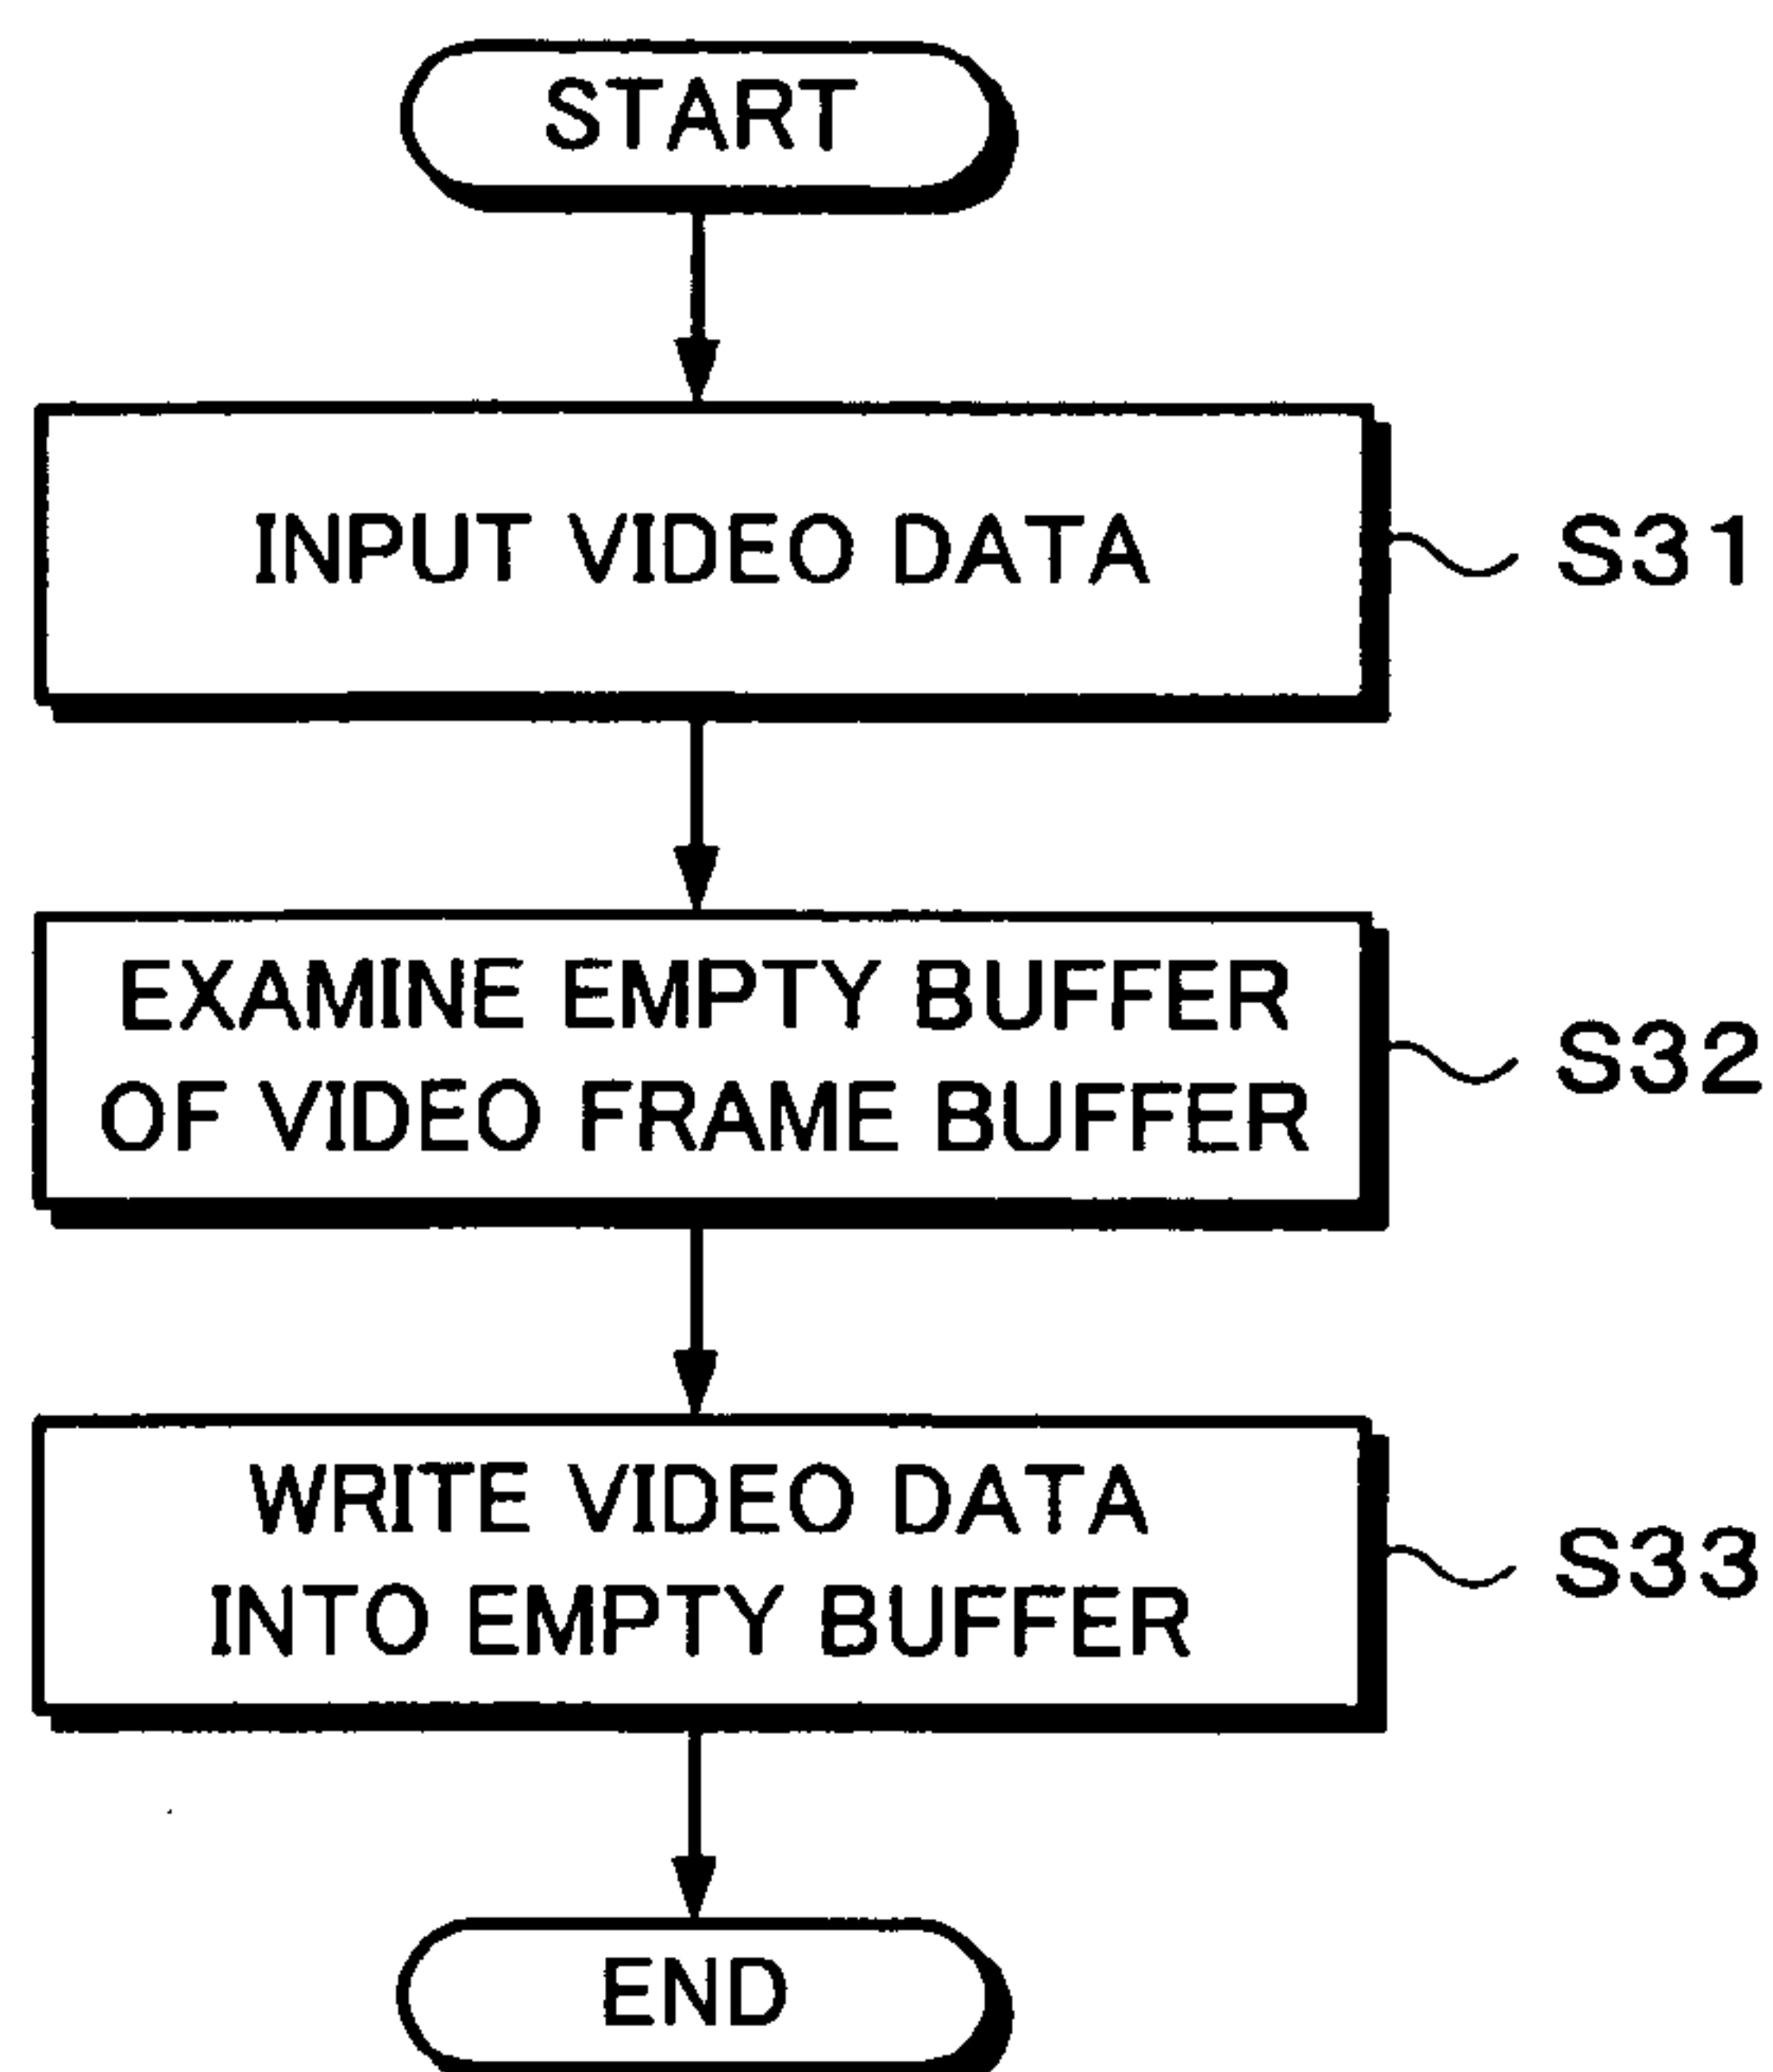 START
INPUT VIDEO DATA
S31
EXAMINE EMPTY BUFFER
OF VIDEO FRAME BUFFER
S32
WRITE VIDEO DATA
INTO EMPTY BUFFER
S33
END